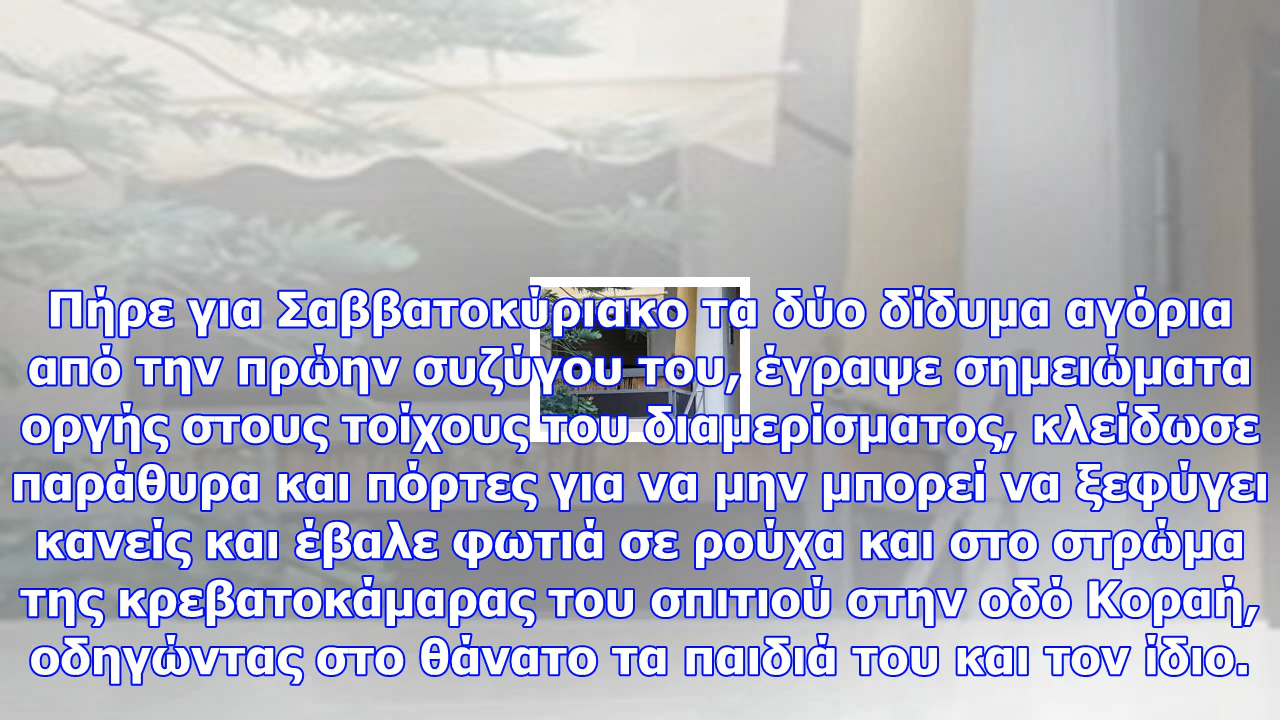 Πήρε για Σαββατοκύριακο τα δύο δίδυμα αγόρια
από την πρώην συζύγου του, έγραψε σημειώματα
οργής στους τοίχους του διαμερίσματος, κλείδωσε
παράθυρα και πόρτες για να μην μπορεί να ξεφύγει
κανείς και έβαλε φωτιά σε ρούχα και στο στρώμα
της κρεβατοκάμαρας του σπιτιού στην οδό Κοραή,
οδηγώντας στο θάνατο τα παιδιά του και τον ίδιο.